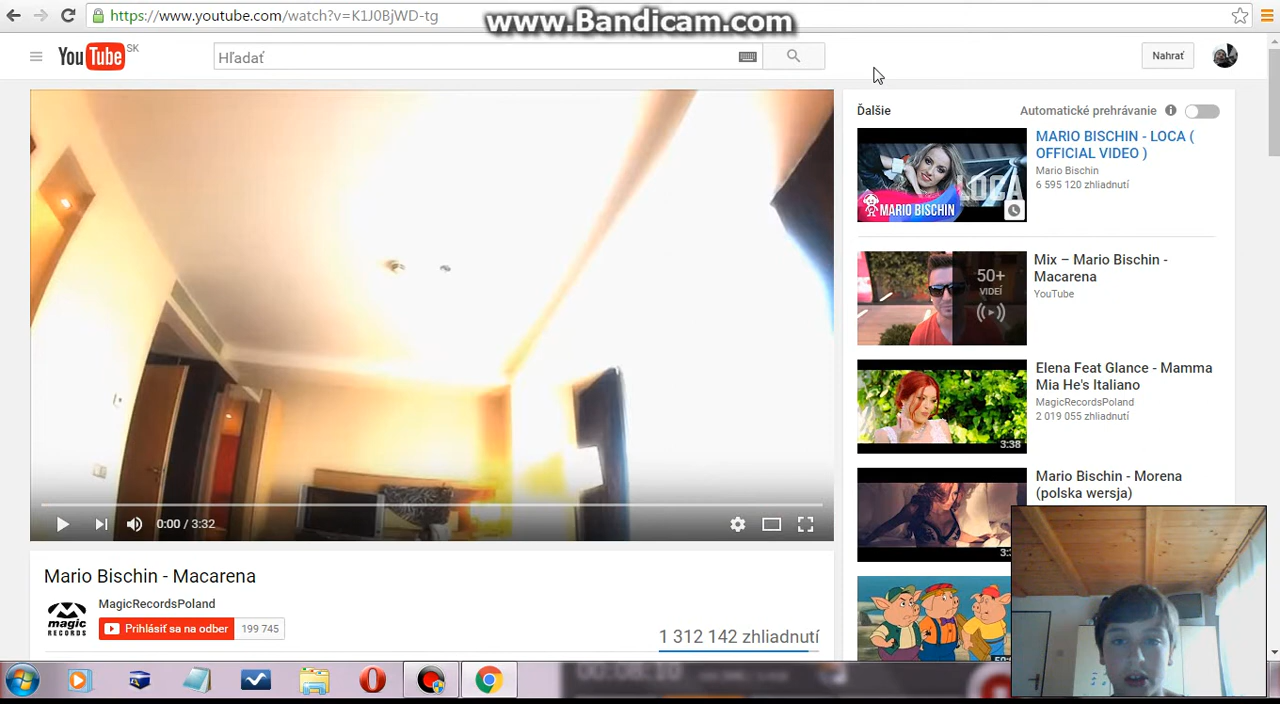 https://www.youtube.com/watch?v=K1J0BjWD-tg
www.Bandicam.com
YouTube SK
Hľadať
Nahrať
Ďalšie
Automatické prehrávanie
MARIO BISCHIN - LOCA (
OFFICIAL VIDEO )
Mario Bischin
6 595 120 zhliadnutí
LOCA
MARIO BISCHIN
50+
VIDEÍ
Mix – Mario Bischin -
Macarena
YouTube
Elena Feat Glance - Mamma
Mia He's Italiano
MagicRecordsPoland
2 019 055 zhliadnutí
3:38
Mario Bischin - Morena
(polska wersja)
0:00 / 3:32
Mario Bischin - Macarena
MagicRecordsPoland
magic
RECORDS
Prihlásiť sa na odber
199 745
1 312 142 zhliadnutí